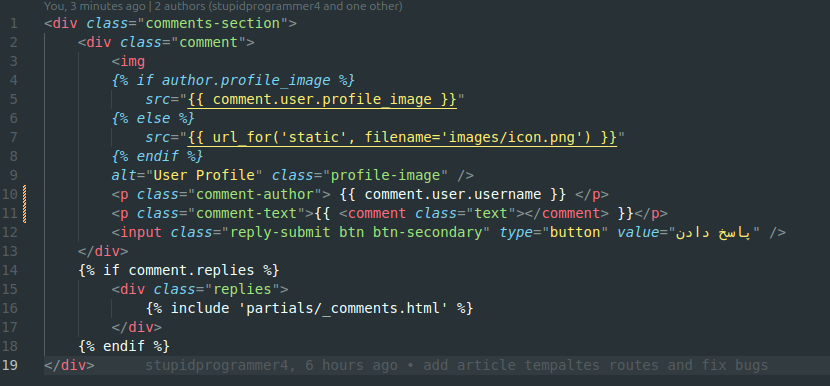 You, 3 minutes ago | 2 authors (stupidprogrammer4 and one other)
1 <div class="comments-section">
2 <div class="comment">
3 <img
4 {% if author.profile_image %}
5 src="{{ comment.user.profile_image }}"
6 {% else %}
7 src="{{ url_for('static', filename='images/icon.png') }}"
8 {% endif %}
9 alt="User Profile" class="profile-image" />
10 <p class="comment-author"> {{ comment.user.username }} </p>
11 <p class="comment-text">{{ <comment class="text"></comment> }}</p>
12 <input class="reply-submit btn btn-secondary" type="button" value="پاسخ دادن" />
13 </div>
14 {% if comment.replies %}
15 <div class="replies">
16 {% include 'partials/_comments.html' %}
17 </div>
18 {% endif %}
19 </div> stupidprogrammer4, 6 hours ago • add article tempaltes routes and fix bugs